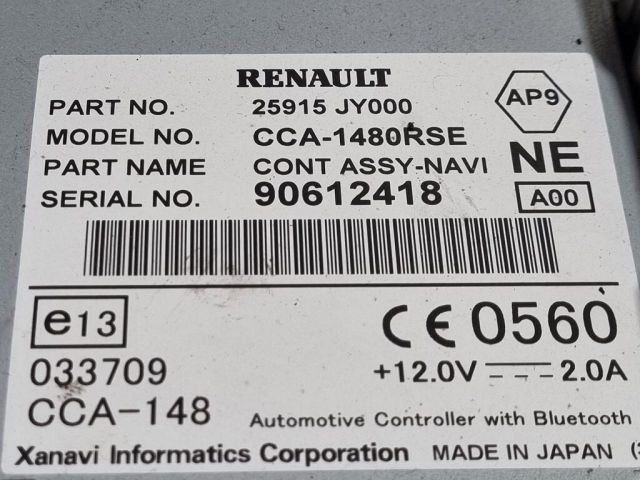 RENAULT
PART NO. 25915 JY000 AP9
MODEL NO. CCA-1480RSE
PART NAME CONT ASSY-NAVI NE
SERIAL NO. 90612418 A00
e13 CE 0560
033709 +12.0V 2.0A
CCA-148 Automotive Controller with Bluetooth
Xanavi Informatics Corporation MADE IN JAPAN (